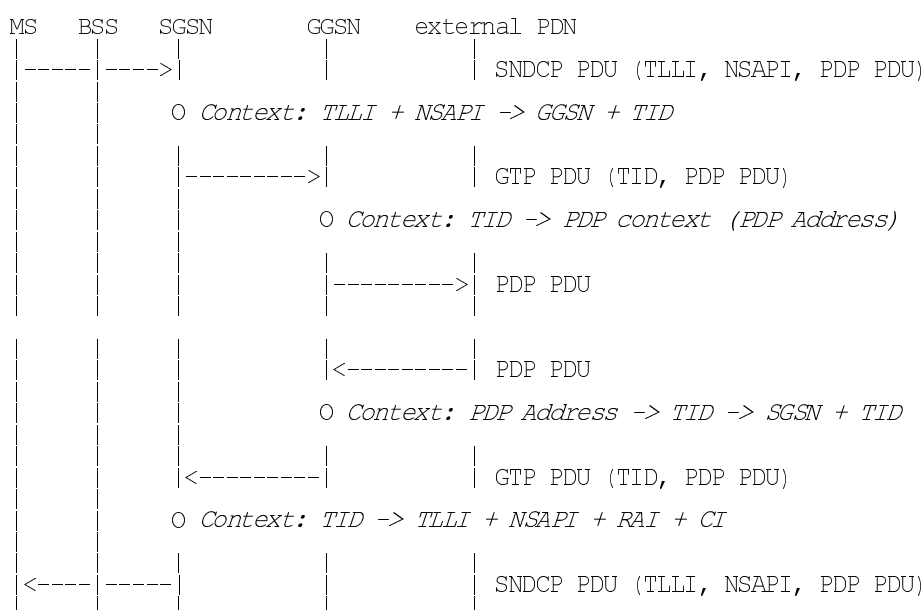 MS BSS SGSN GGSN external PDN
|-----|---->| | | SNDCP PDU (TLLI, NSAPI, PDP PDU)
O Context: TLLI + NSAPI -> GGSN + TID
|--------->| | GTP PDU (TID, PDP PDU)
O Context: TID -> PDP context (PDP Address)
|--------->| PDP PDU
|<---------| PDP PDU
O Context: PDP Address -> TID -> SGSN + TID
|<---------| | GTP PDU (TID, PDP PDU)
O Context: TID -> TLLI + NSAPI + RAI + CI
|<----|-----| | | SNDCP PDU (TLLI, NSAPI, PDP PDU)